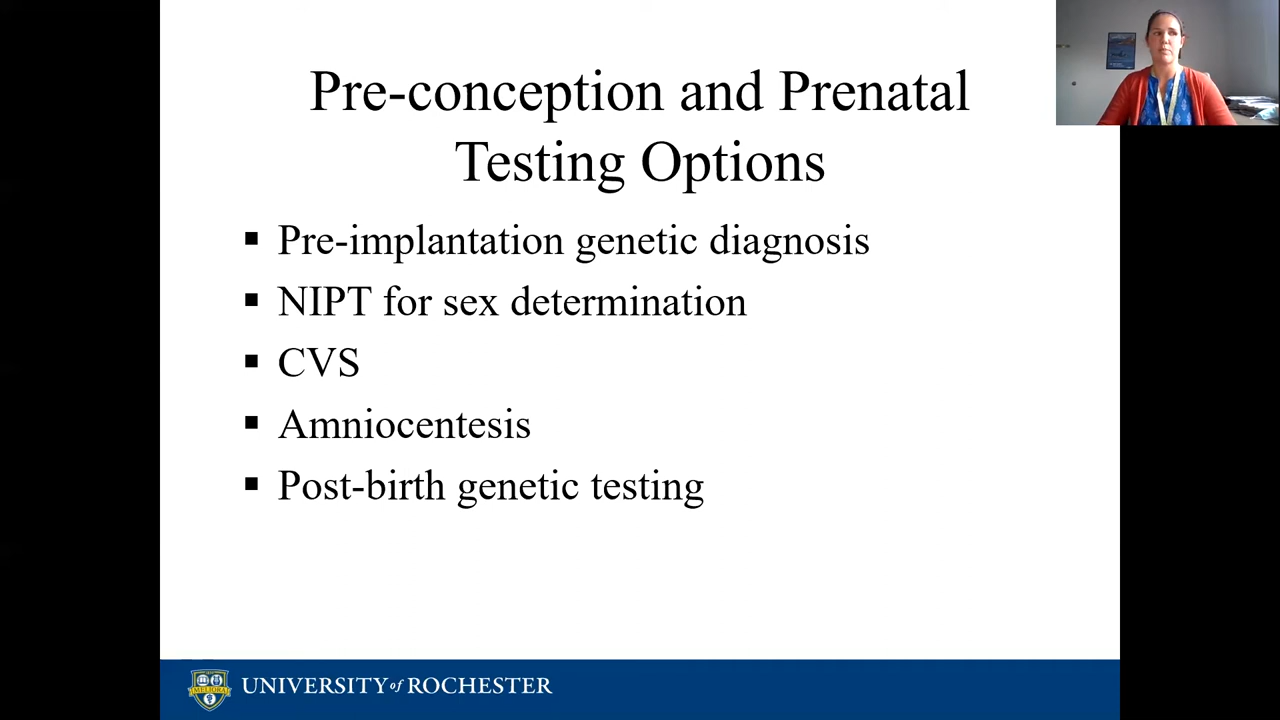 Pre-conception and Prenatal
Testing Options
▪ Pre-implantation genetic diagnosis
▪ NIPT for sex determination
▪ CVS
▪ Amniocentesis
▪ Post-birth genetic testing
MELIORA
UNIVERSITY of ROCHESTER